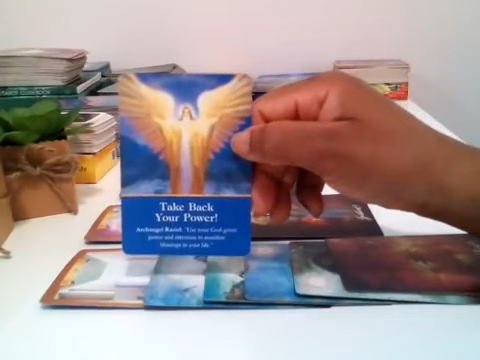 Take Back
Your Power!
Archangel Raziel: "Use your God-given
power and intention to manifest
blessings in your life."